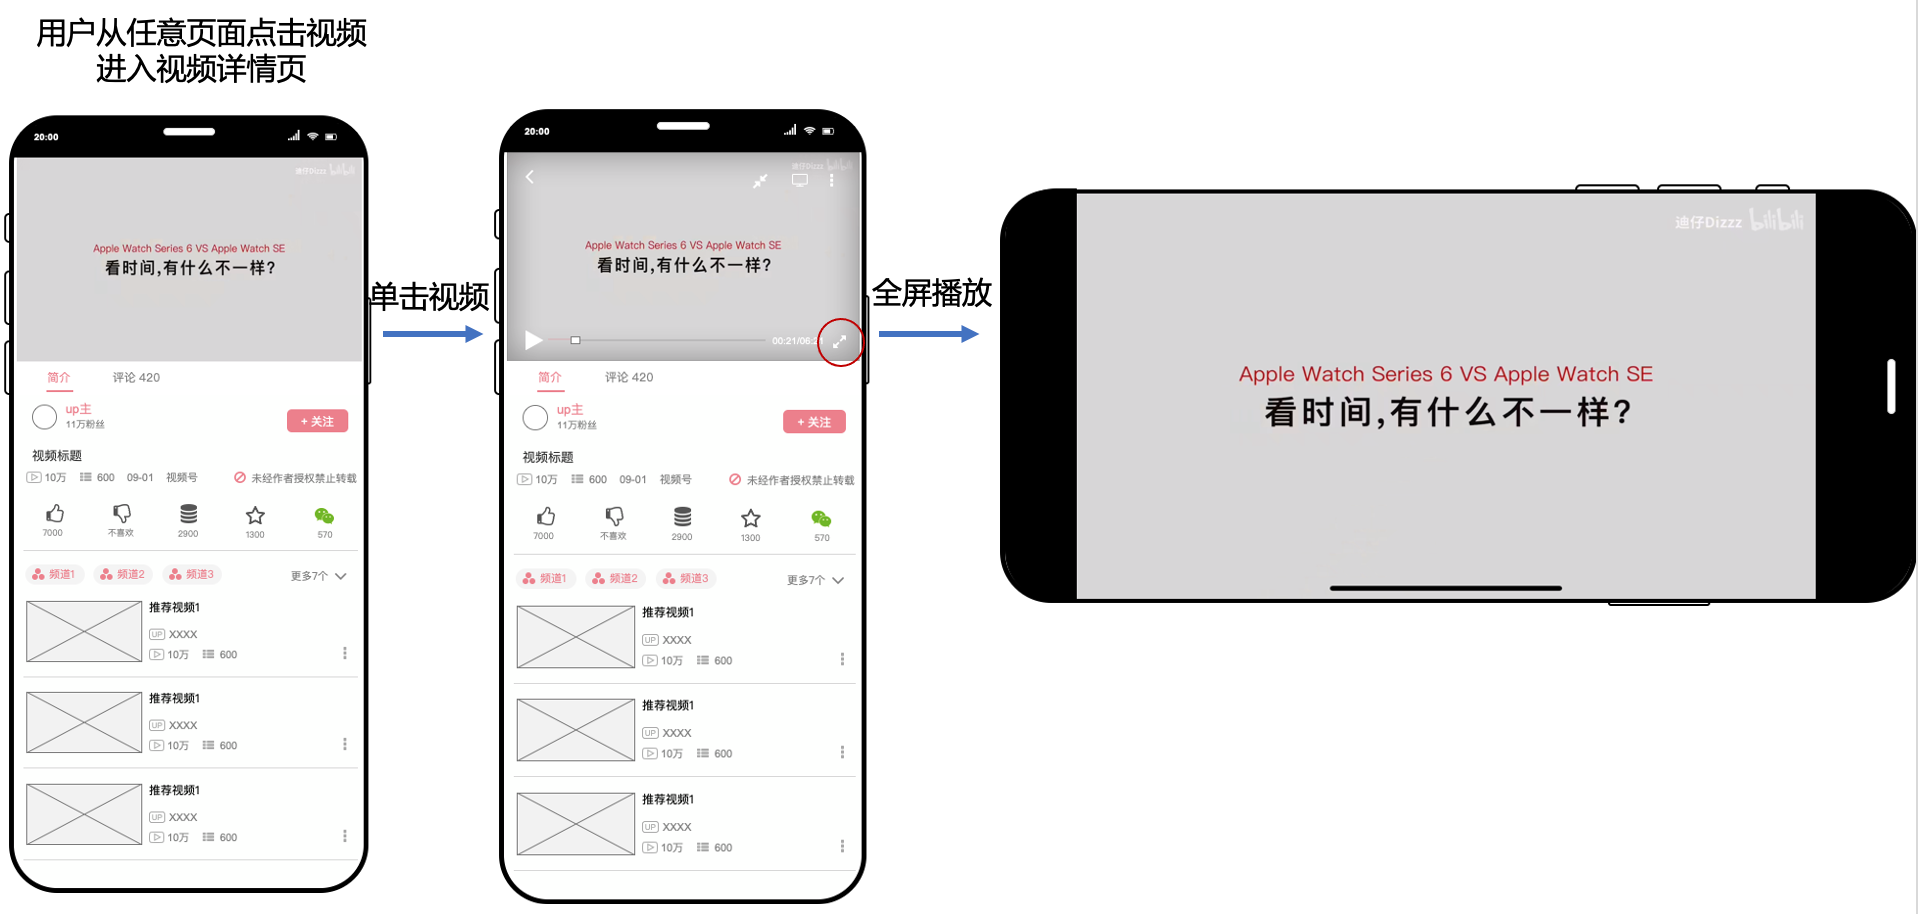 用户从任意页面点击视频
进入视频详情页
20:00
迪仔Dizzz bilibili
Apple Watch Series 6 VS Apple Watch SE
看时间,有什么不一样?
简介 评论 420
up主
11万粉丝
+ 关注
视频标题
10万 600 09-01 视频号 未经作者授权禁止转载
7000 不喜欢 2900 1300 570
频道1 频道2 频道3 更多7个
推荐视频1
UP XXXX
10万 600
推荐视频1
UP XXXX
10万 600
推荐视频1
UP XXXX
10万 600
单击视频
20:00
迪仔Dizzz bilibili
Apple Watch Series 6 VS Apple Watch SE
看时间,有什么不一样?
00:21/06:21
简介 评论 420
up主
11万粉丝
+ 关注
视频标题
10万 600 09-01 视频号 未经作者授权禁止转载
7000 不喜欢 2900 1300 570
频道1 频道2 频道3 更多7个
推荐视频1
UP XXXX
10万 600
推荐视频1
UP XXXX
10万 600
推荐视频1
UP XXXX
10万 600
全屏播放
迪仔Dizzz bilibili
Apple Watch Series 6 VS Apple Watch SE
看时间,有什么不一样?